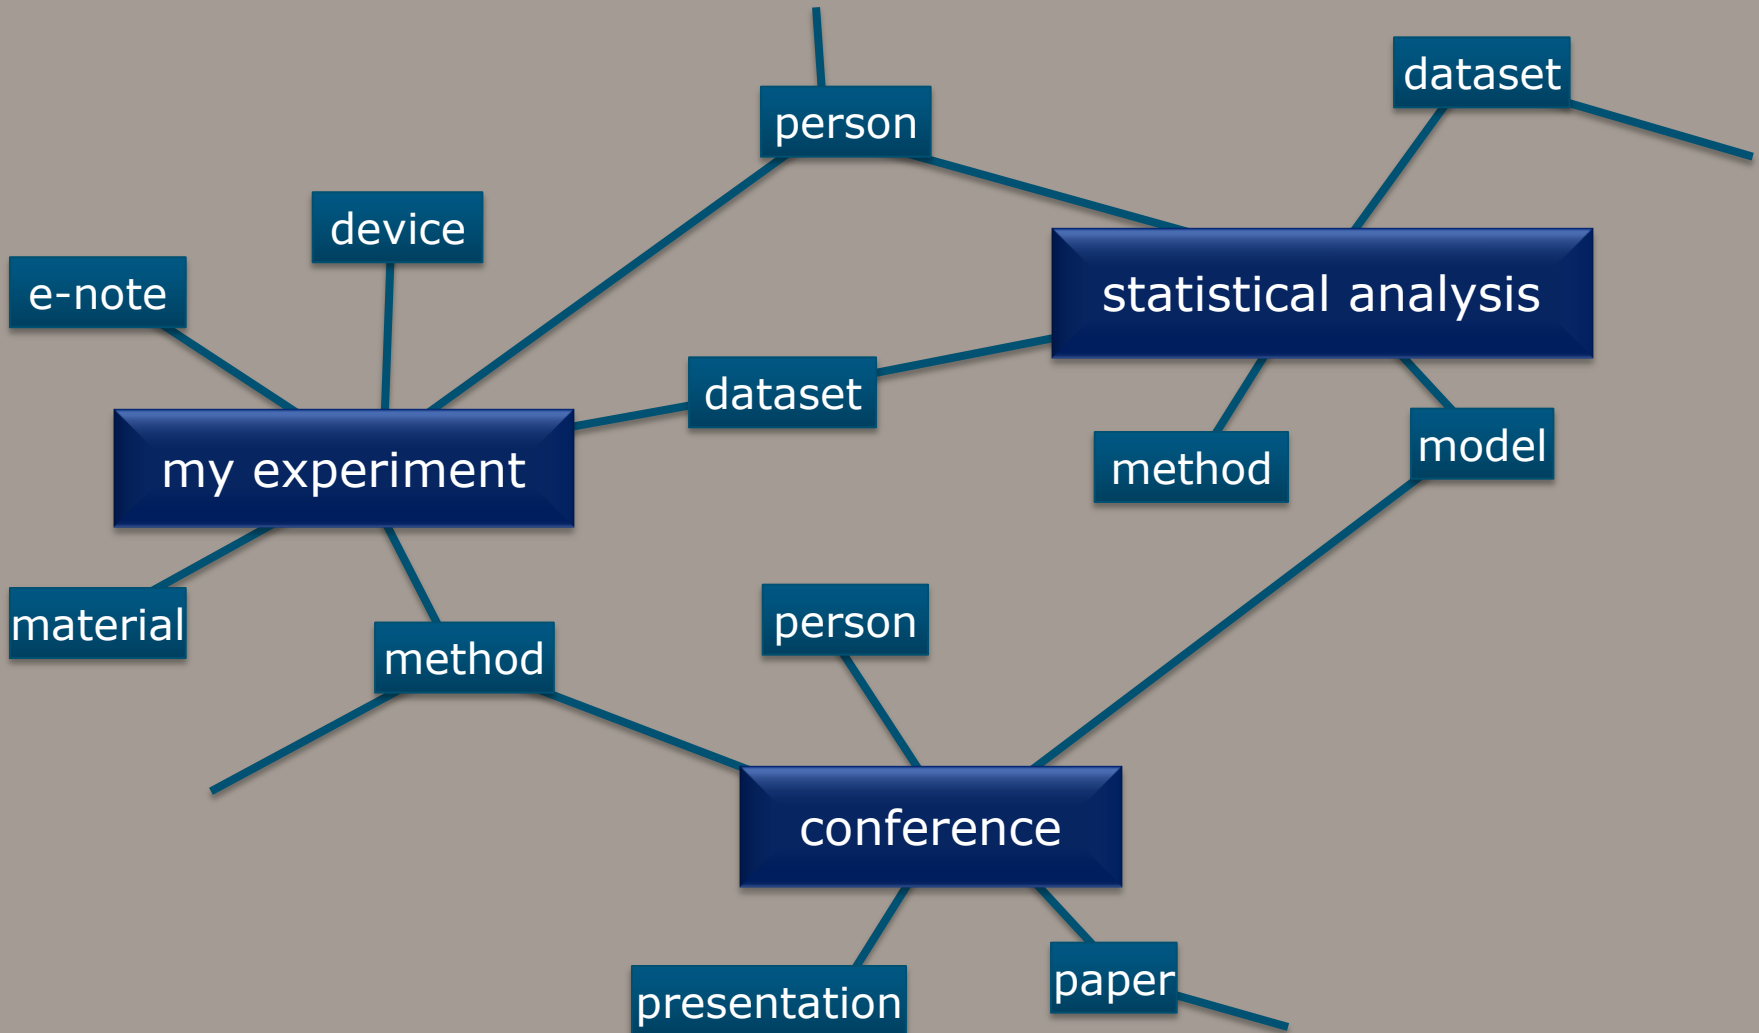 dataset
person
device
e-note
statistical analysis
dataset
my experiment
method
model
material
method
person
conference
presentation
paper